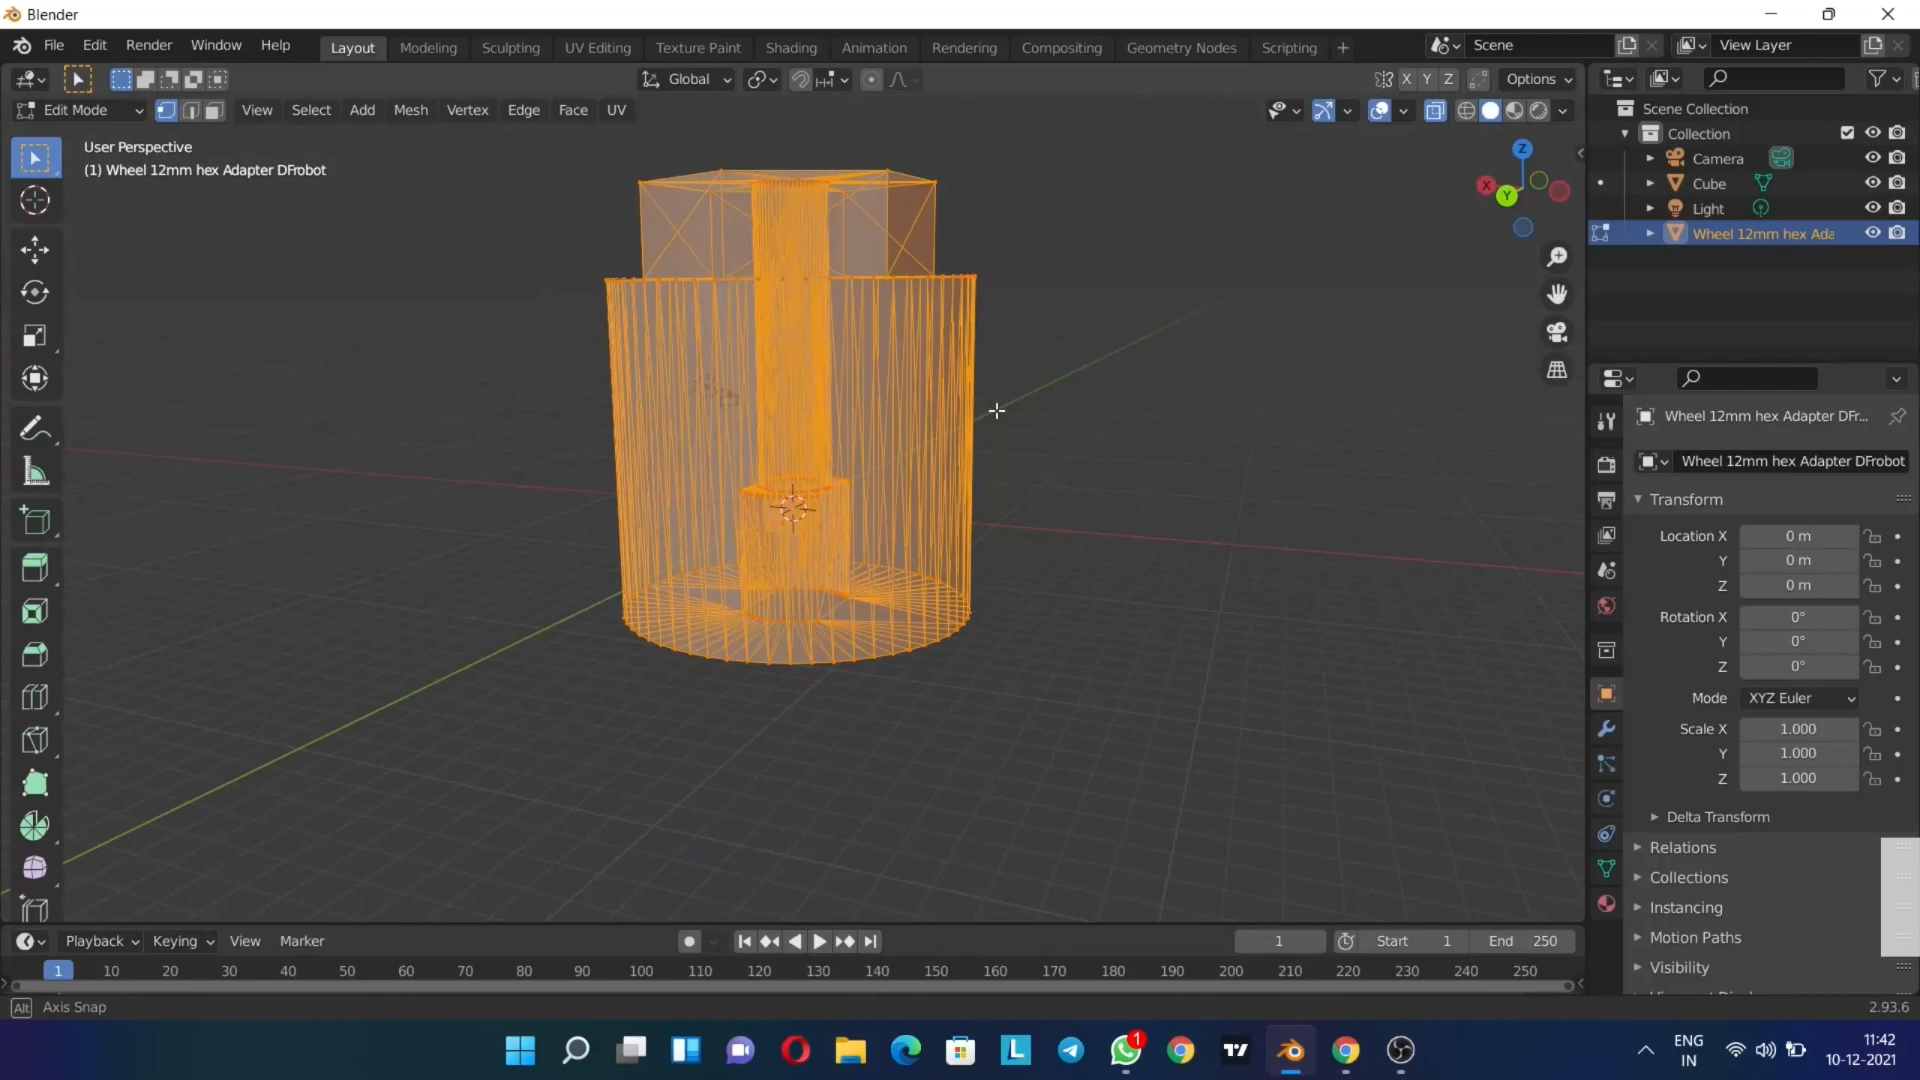 Blender
File Edit Render Window Help Layout Modeling Sculpting UV Editing Texture Paint Shading Animation Rendering Compositing Geometry Nodes Scripting Scene View Layer
Global X Y Z Options
Edit Mode View Select Add Mesh Vertex Edge Face UV
User Perspective
(1) Wheel 12mm hex Adapter DFrobot
Z
X
Y
Scene Collection
Collection
Camera
Cube
Light
Wheel 12mm hex Ada
Wheel 12mm hex Adapter DFr...
Wheel 12mm hex Adapter DFrobot
Transform
Location X 0 m
Y 0 m
Z 0 m
Rotation X 0°
Y 0°
Z 0°
Mode XYZ Euler
Scale X 1.000
Y 1.000
Z 1.000
Delta Transform
Relations
Collections
Instancing
Motion Paths
Visibility
Playback Keying View Marker 1 Start 1 End 250
1 10 20 30 40 50 60 70 80 90 100 110 120 130 140 150 160 170 180 190 200 210 220 230 240 250
Alt Axis Snap 2.93.6
L 1 ENG
IN
11:42
10-12-2021